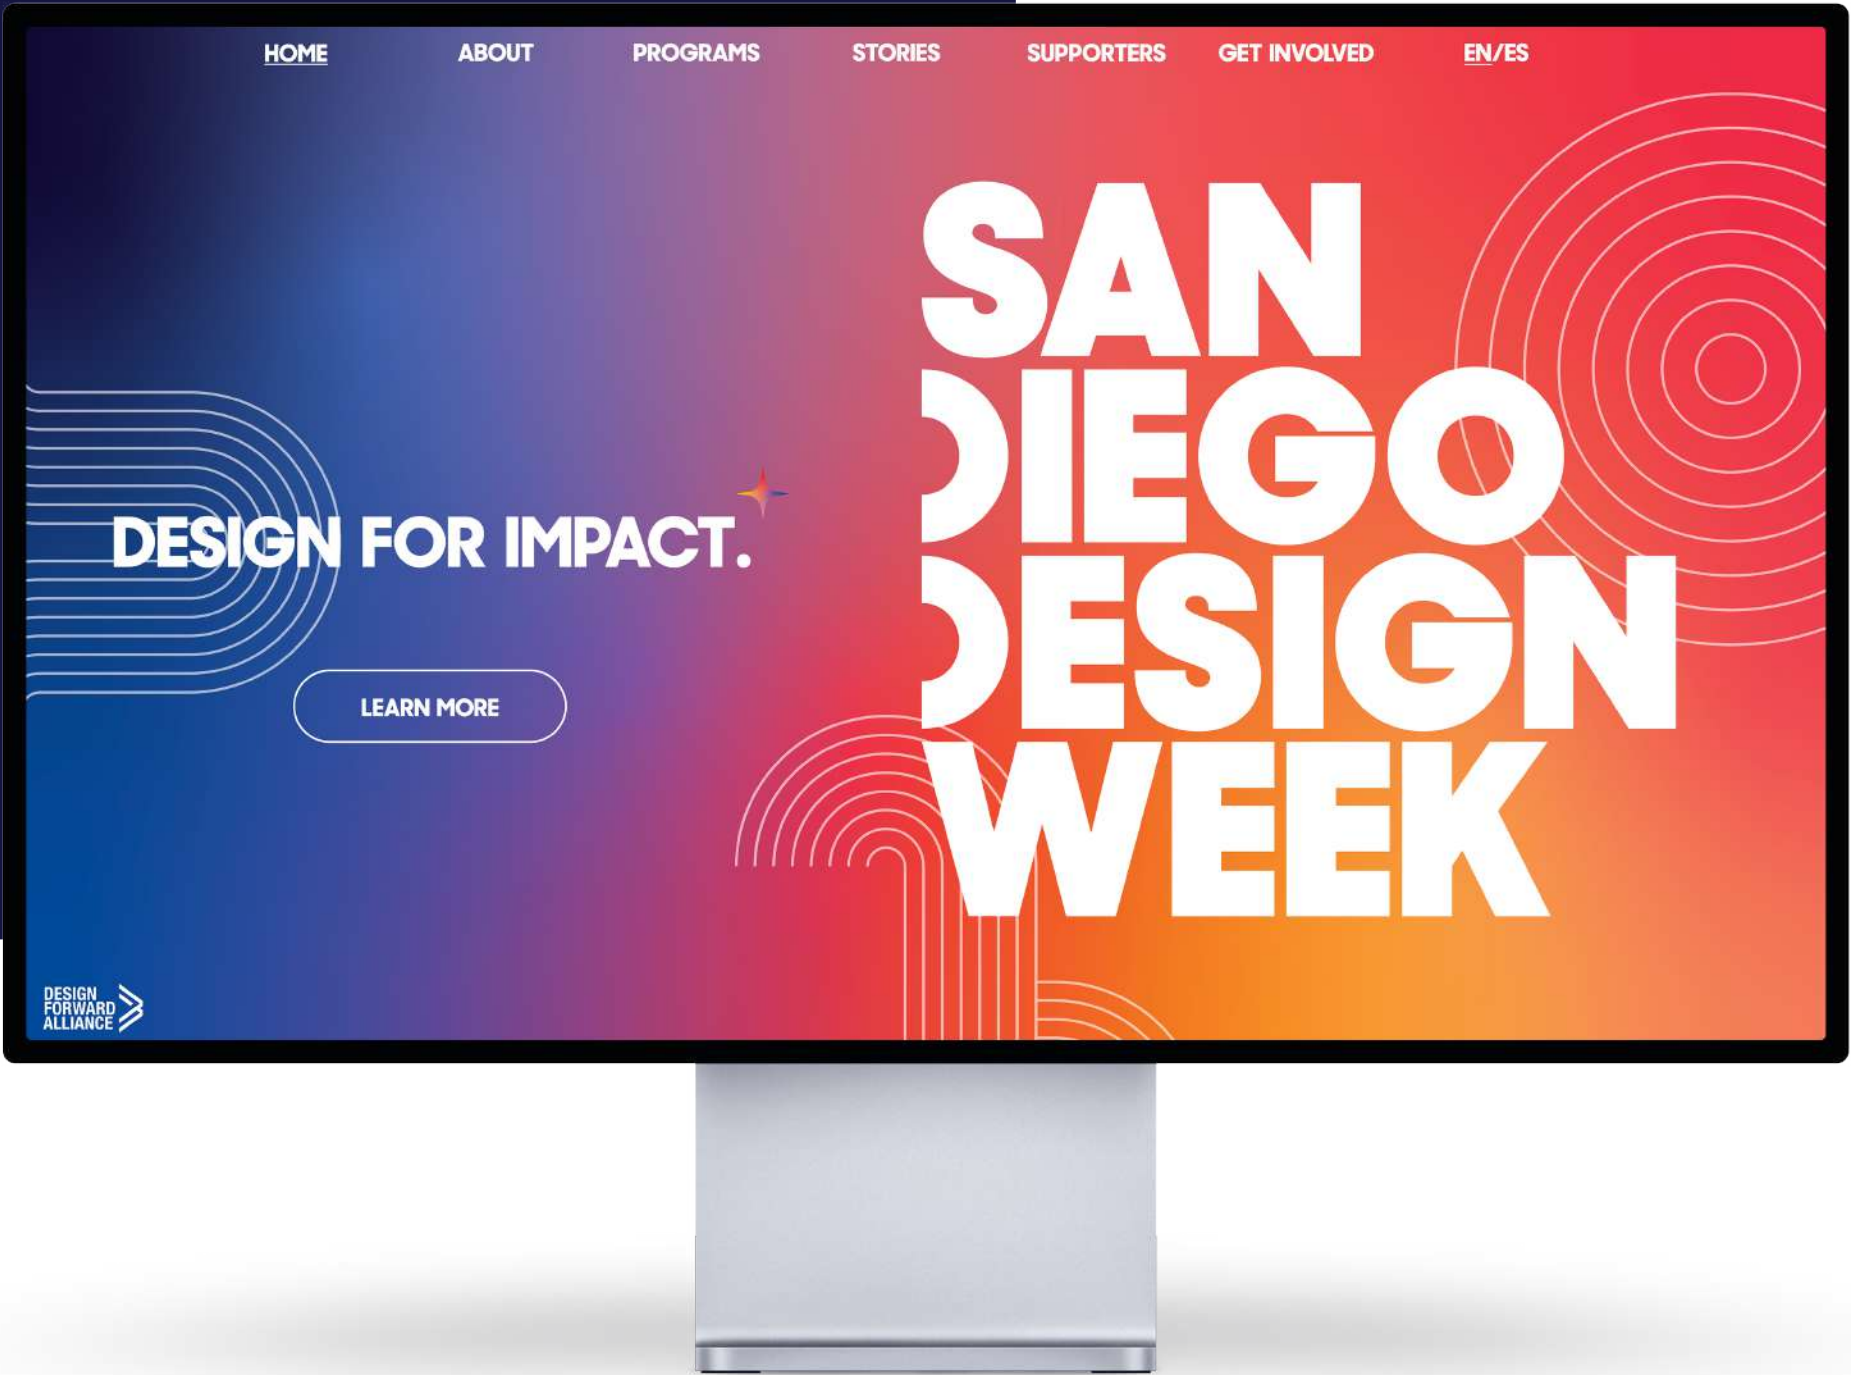 HOME ABOUT PROGRAMS STORIES SUPPORTERS GET INVOLVED EN/ES
SAN
DIEGO
DESIGN
WEEK
DESIGN FOR IMPACT.
LEARN MORE
DESIGN
FORWARD
ALLIANCE